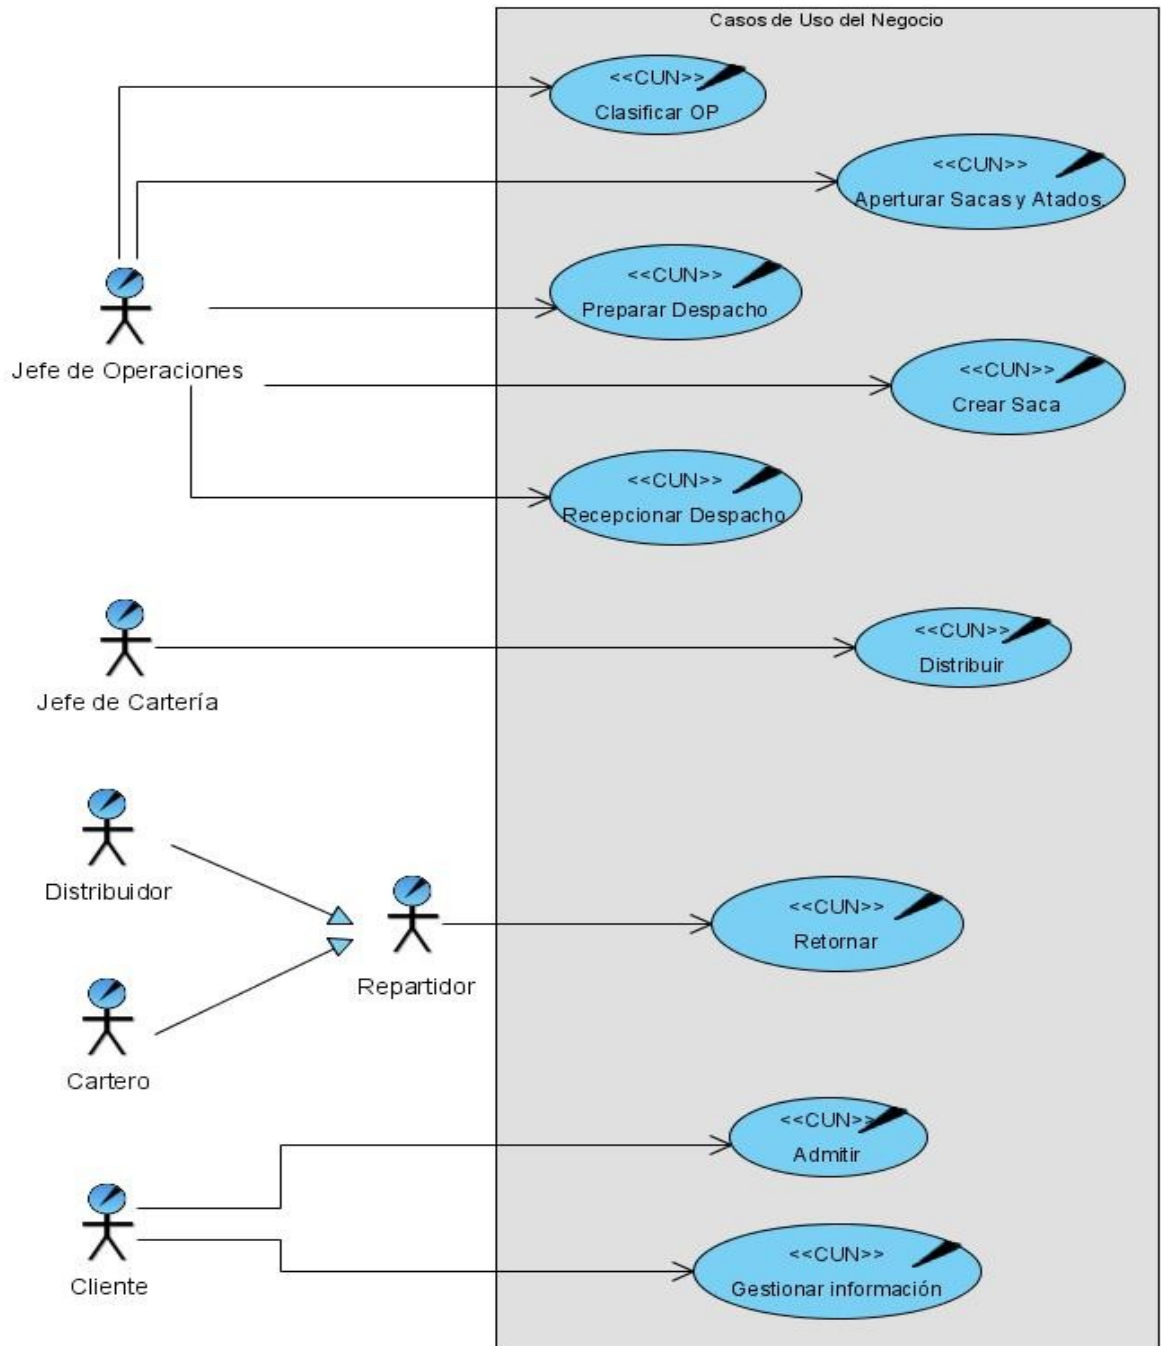 Casos de Uso del Negocio
<<CUN>>
Clasificar OP
<<CUN>>
Aperturar Sacas y Atados.
<<CUN>>
Preparar Despacho
Jefe de Operaciones
<<CUN>>
Crear Saca
<<CUN>>
Recepcionar Despacho
<<CUN>>
Distribuir
Jefe de Cartería
Distribuidor
<<CUN>>
Retornar
Repartidor
Cartero
<<CUN>>
Admitir
<<CUN>>
Gestionar información
Cliente